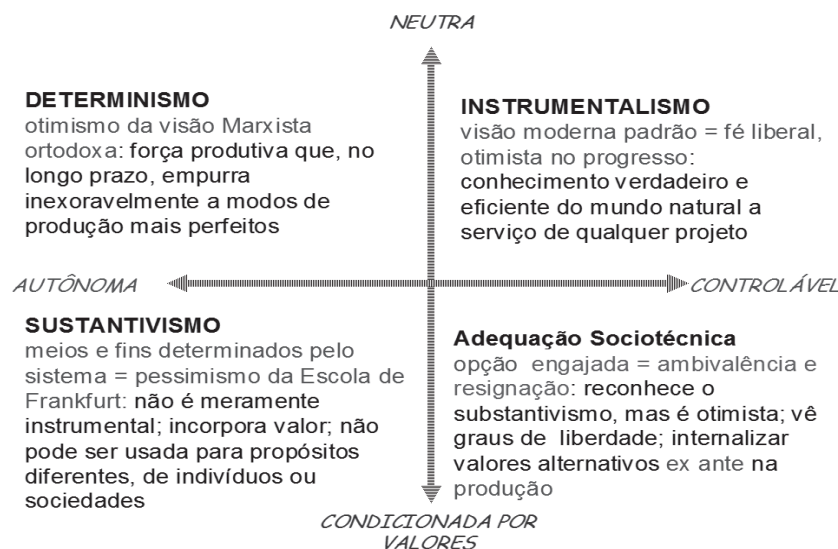 NEUTRA
DETERMINISMO
otimismo da visão Marxista
ortodoxa: força produtiva que, no
longo prazo, empurra
inexoravelmente a modos de
produção mais perfeitos
INSTRUMENTALISMO
visão moderna padrão = fé liberal,
otimista no progresso:
conhecimento verdadeiro e
eficiente do mundo natural a
serviço de qualquer projeto
AUTÔNOMA
CONTROLÁVEL
SUSTANTIVISMO
meios e fins determinados pelo
sistema = pessimismo da Escola de
Frankfurt: não é meramente
instrumental; incorpora valor; não
pode ser usada para propósitos
diferentes, de indivíduos ou
sociedades
Adequação Sociotécnica
opção engajada = ambivalência e
resignação: reconhece o
substantivismo, mas é otimista; vê
graus de liberdade; internalizar
valores alternativos ex ante na
produção
CONDICIONADA POR
VALORES